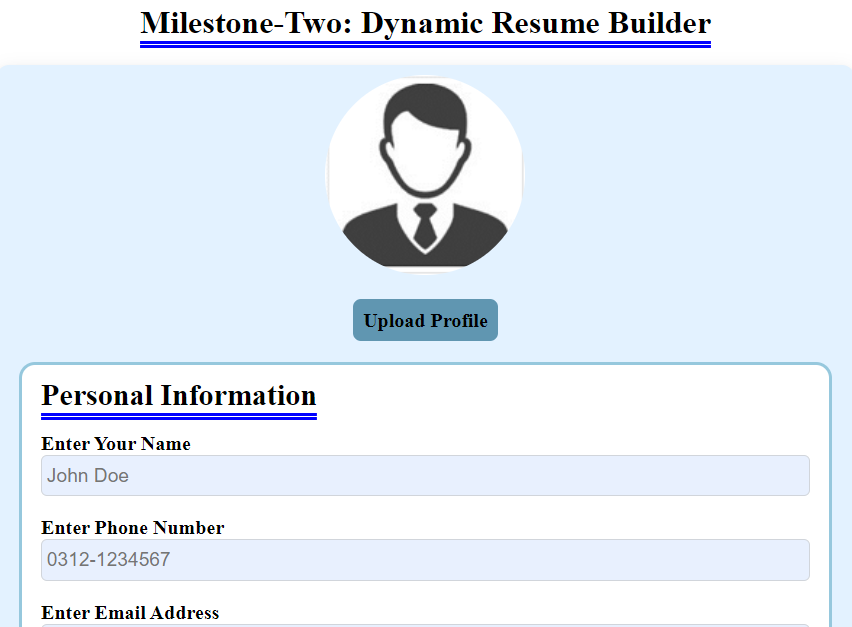 Milestone-Two: Dynamic Resume Builder
Upload Profile
Personal Information
Enter Your Name
John Doe
Enter Phone Number
0312-1234567
Enter Email Address